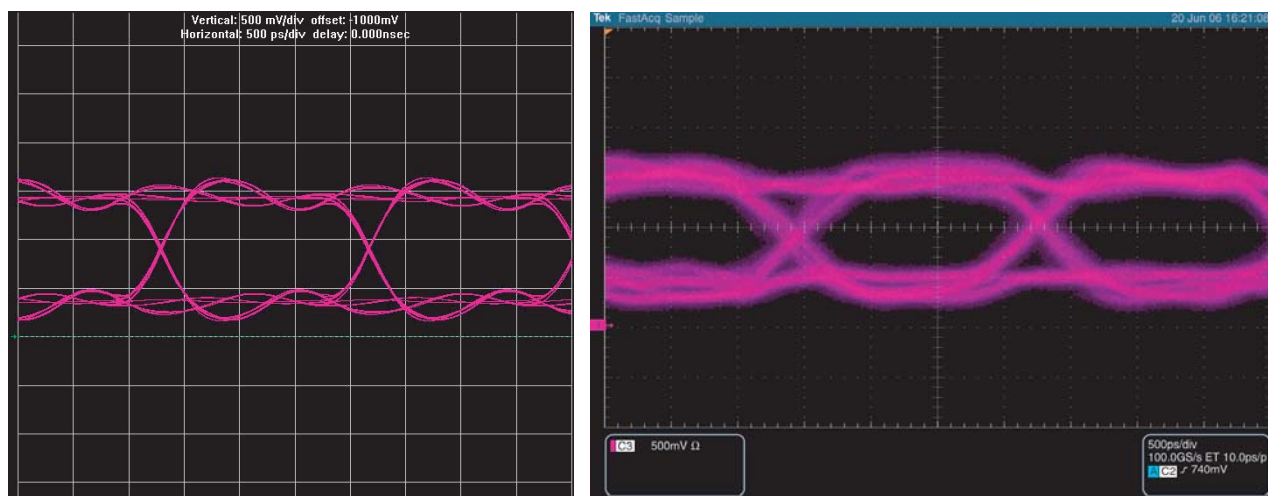 Vertical: 500 mV/div offset: -1000mV
Horizontal: 500 ps/div delay: 0.000nsec
Tek FastAcq Sample
20 Jun 06 16:21:08
C3 500mV Ω
500ps/div
100.0GS/s ET 10.0ps/p
A C2 740mV